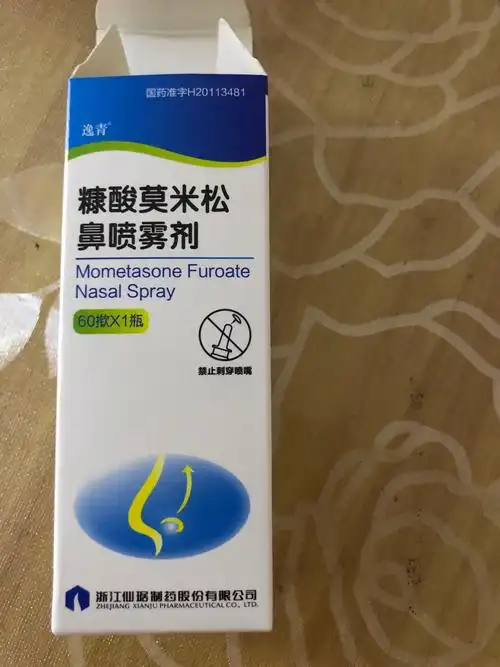 国药准字H20113481
逸青®
糠酸莫米松
鼻喷雾剂
Mometasone Furoate
Nasal Spray
60揿X1瓶
禁止刺穿喷嘴
浙江仙琚制药股份有限公司
ZHEJIANG XIANJU PHARMACEUTICAL CO., LTD.